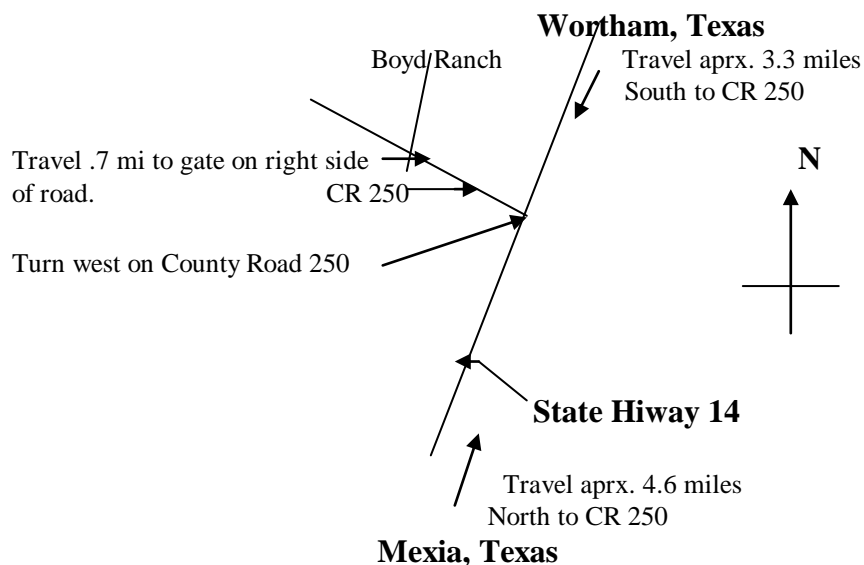 Wortham, Texas
Boyd Ranch
Travel aprx. 3.3 miles
South to CR 250
Travel .7 mi to gate on right side
of road.
CR 250
N
Turn west on County Road 250
State Hiway 14
Travel aprx. 4.6 miles
North to CR 250
Mexia, Texas